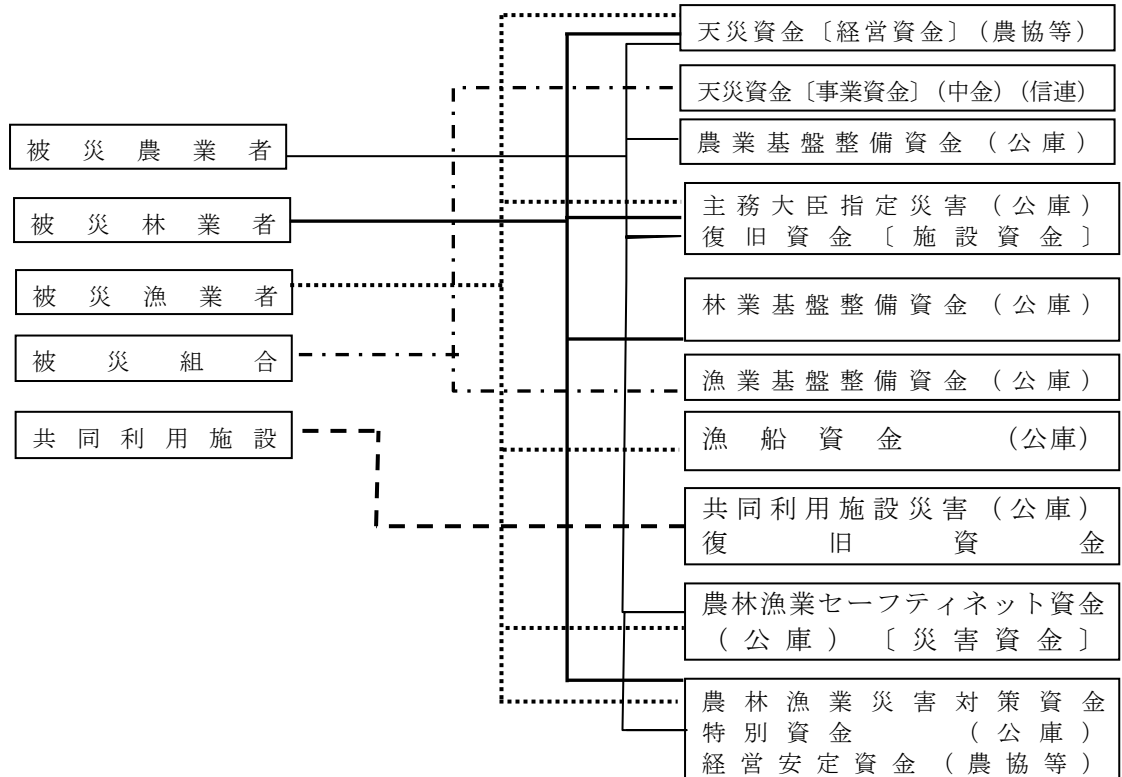 被災農業者
被災林業者
被災漁業者
被災組合
共同利用施設
天災資金〔経営資金〕(農協等)
天災資金〔事業資金〕(中金)(信連)
農業基盤整備資金(公庫)
主務大臣指定災害(公庫)
復旧資金〔施設資金〕
林業基盤整備資金(公庫)
漁業基盤整備資金(公庫)
漁船資金(公庫)
共同利用施設災害(公庫)
復旧資金
農林漁業セーフティネット資金
(公庫)〔災害資金〕
農林漁業災害対策資金
特別資金(公庫)
経営安定資金(農協等)